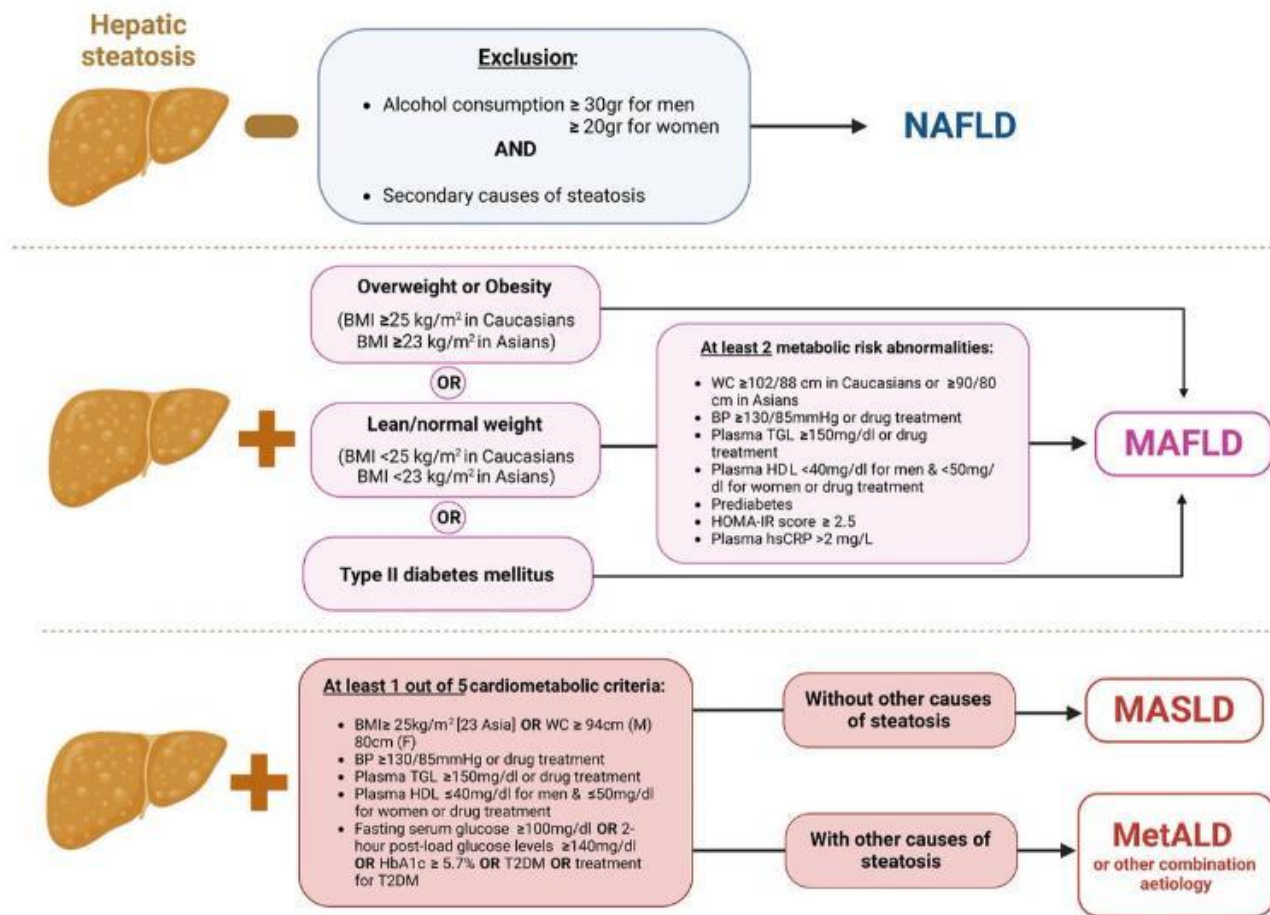 Hepatic
steatosis
Exclusion:
• Alcohol consumption ≥ 30gr for men
≥ 20gr for women
AND
• Secondary causes of steatosis
NAFLD
Overweight or Obesity
(BMI ≥25 kg/m² in Caucasians
BMI ≥23 kg/m² in Asians)
OR
Lean/normal weight
(BMI <25 kg/m² in Caucasians
BMI <23 kg/m² in Asians)
OR
Type II diabetes mellitus
At least 2 metabolic risk abnormalities:
• WC ≥102/88 cm in Caucasians or ≥90/80
cm in Asians
• BP ≥130/85mmHg or drug treatment
• Plasma TGL ≥150mg/dl or drug
treatment
• Plasma HDL <40mg/dl for men & <50mg/
dl for women or drug treatment
• Prediabetes
• HOMA-IR score ≥ 2.5
• Plasma hsCRP >2 mg/L
MAFLD
At least 1 out of 5 cardiometabolic criteria:
• BMI≥ 25kg/m² [23 Asia] OR WC ≥ 94cm (M)
80cm (F)
• BP ≥130/85mmHg or drug treatment
• Plasma TGL ≥150mg/dl or drug treatment
• Plasma HDL ≤40mg/dl for men & ≤50mg/dl
for women or drug treatment
• Fasting serum glucose ≥100mg/dl OR 2-
hour post-load glucose levels ≥140mg/dl
OR HbA1c ≥ 5.7% OR T2DM OR treatment
for T2DM
Without other causes
of steatosis
MASLD
With other causes of
steatosis
MetALD
or other combination
aetiology